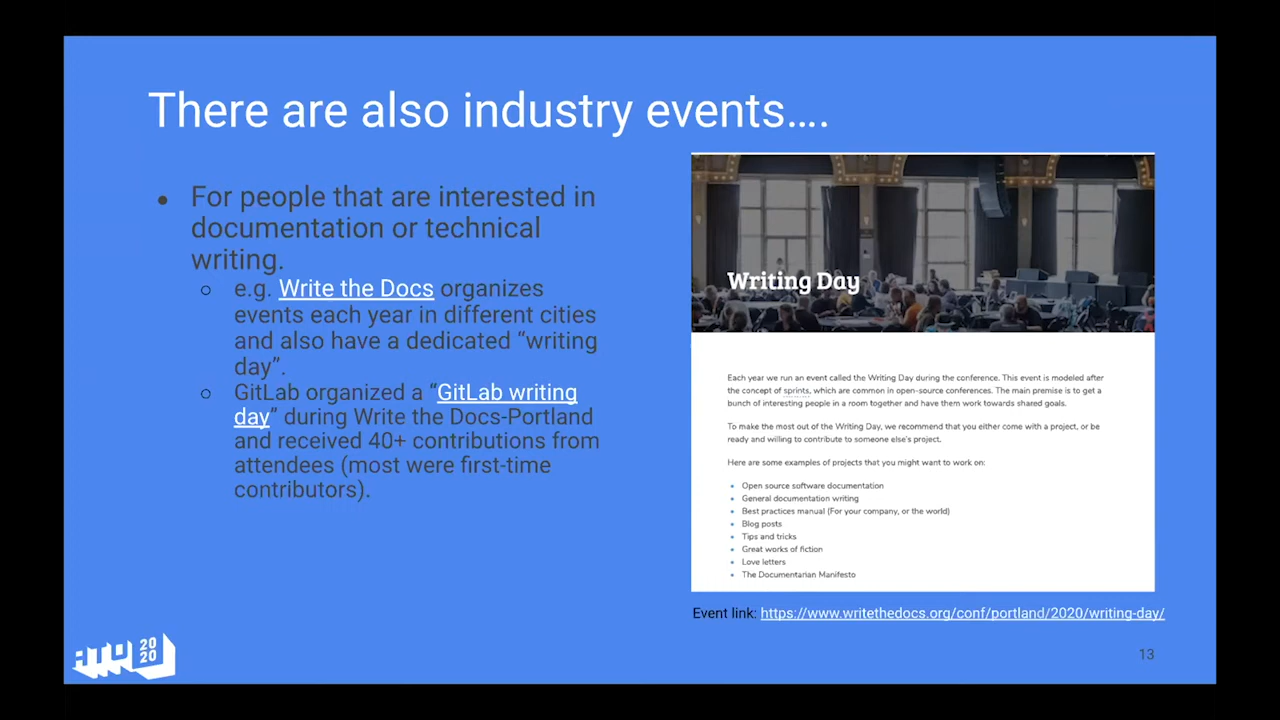 There are also industry events….
● For people that are interested in
documentation or technical
writing.
○ e.g. Write the Docs organizes
events each year in different cities
and also have a dedicated “writing
day”.
○ GitLab organized a “GitLab writing
day” during Write the Docs-Portland
and received 40+ contributions from
attendees (most were first-time
contributors).
Writing Day
Each year we run an event called the Writing Day during the conference. This event is modeled after
the concept of sprints, which are common in open-source conferences. The main premise is to get a
bunch of interesting people in a room together and have them work towards shared goals.
To make the most out of the Writing Day, we recommend that you either come with a project, or be
ready and willing to contribute to someone else's project.
Here are some examples of projects that you might want to work on:
• Open source software documentation
• General documentation writing
• Best practices manual (For your company, or the world)
• Blog posts
• Tips and tricks
• Great works of fiction
• Love letters
• The Documentarian Manifesto
Event link: https://www.writethedocs.org/conf/portland/2020/writing-day/
ATO 20
20
13